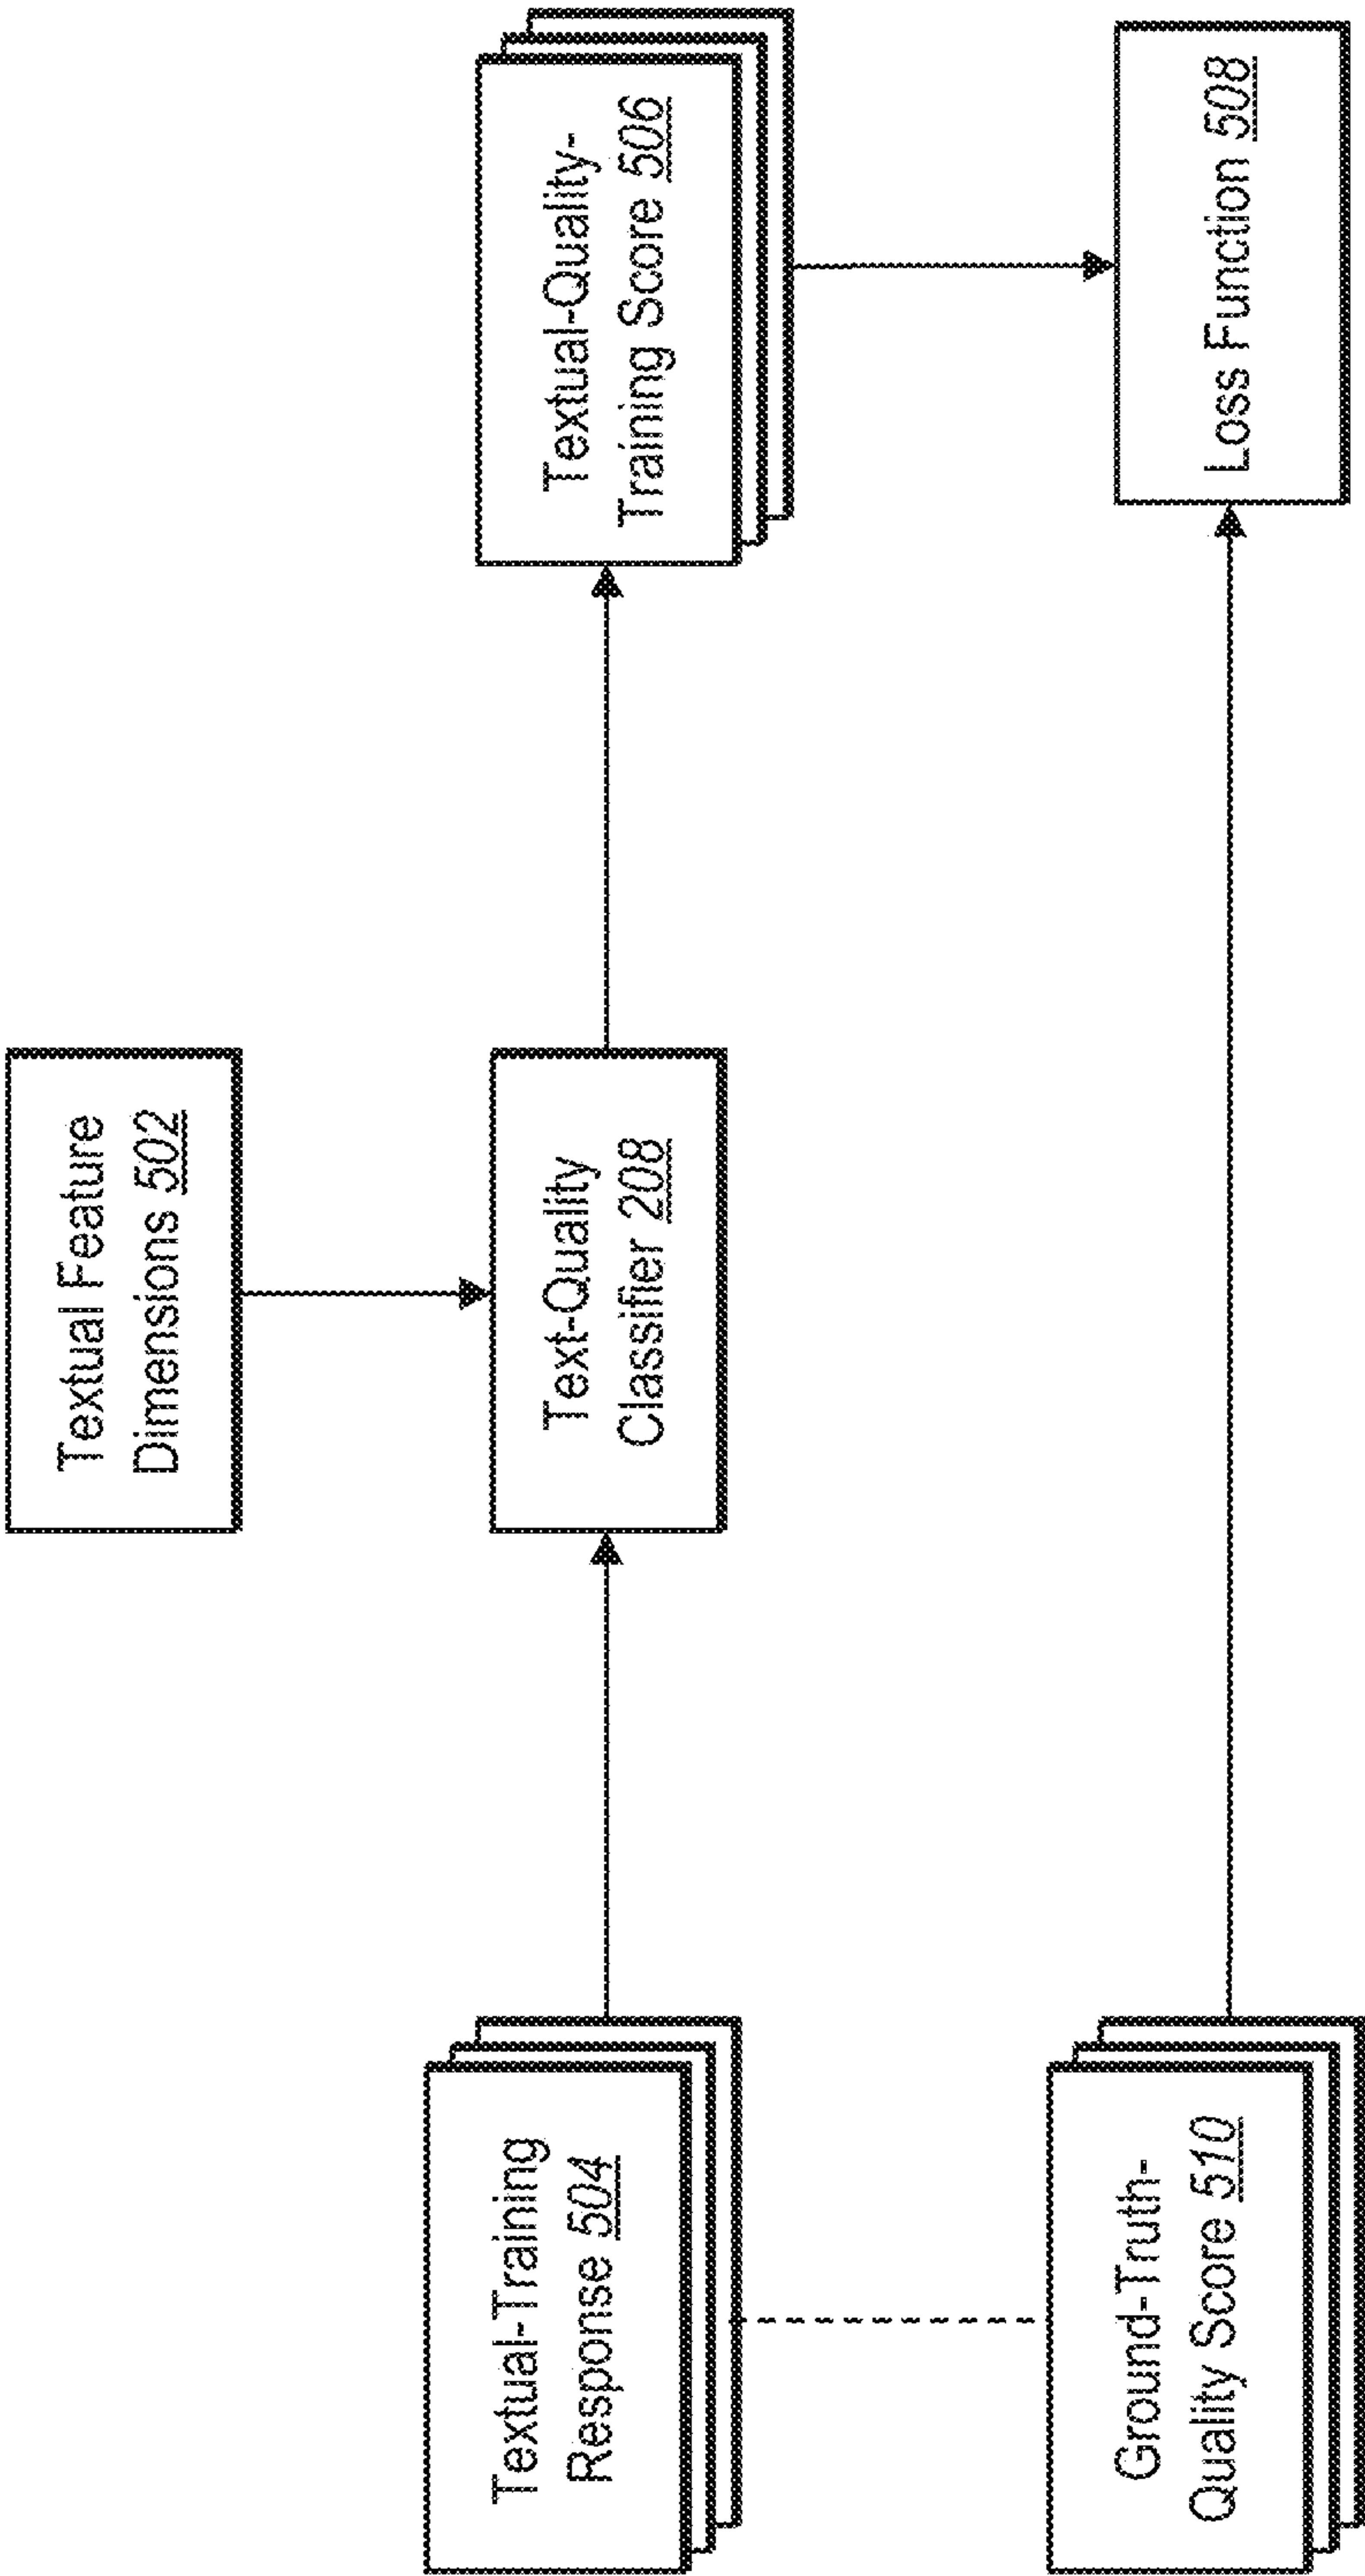 Textual Feature
Dimensions 502
Textual-Training
Response 504
Text-Quality
Classifier 208
Textual-Quality-
Training Score 506
Ground-Truth-
Quality Score 510
Loss Function 508